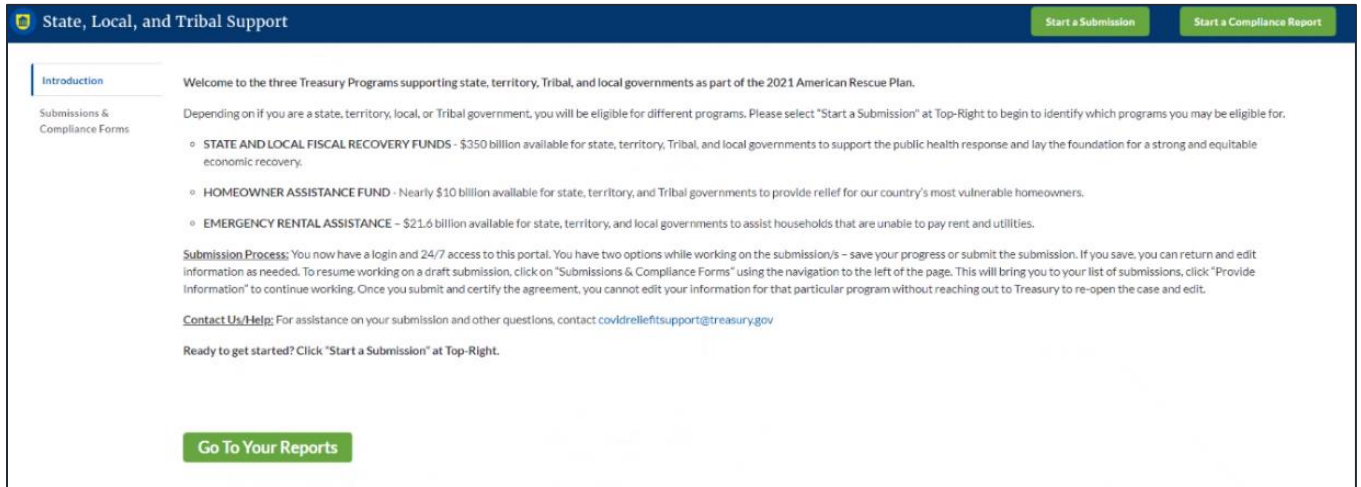 State, Local, and Tribal Support
Start a Submission
Start a Compliance Report
Introduction
Submissions &
Compliance Forms
Welcome to the three Treasury Programs supporting state, territory, Tribal, and local governments as part of the 2021 American Rescue Plan.
Depending on if you are a state, territory, local, or Tribal government, you will be eligible for different programs. Please select "Start a Submission" at Top-Right to begin to identify which programs you may be eligible for.
◦ STATE AND LOCAL FISCAL RECOVERY FUNDS - $350 billion available for state, territory, Tribal, and local governments to support the public health response and lay the foundation for a strong and equitable
economic recovery.
◦ HOMEOWNER ASSISTANCE FUND - Nearly $10 billion available for state, territory, and Tribal governments to provide relief for our country's most vulnerable homeowners.
◦ EMERGENCY RENTAL ASSISTANCE – $21.6 billion available for state, territory, and local governments to assist households that are unable to pay rent and utilities.
Submission Process: You now have a login and 24/7 access to this portal. You have two options while working on the submission/s – save your progress or submit the submission. If you save, you can return and edit
information as needed. To resume working on a draft submission, click on "Submissions & Compliance Forms" using the navigation to the left of the page. This will bring you to your list of submissions, click "Provide
Information" to continue working. Once you submit and certify the agreement, you cannot edit your information for that particular program without reaching out to Treasury to re-open the case and edit.
Contact Us/Help: For assistance on your submission and other questions, contact covidreliefitsupport@treasury.gov
Ready to get started? Click "Start a Submission" at Top-Right.
Go To Your Reports